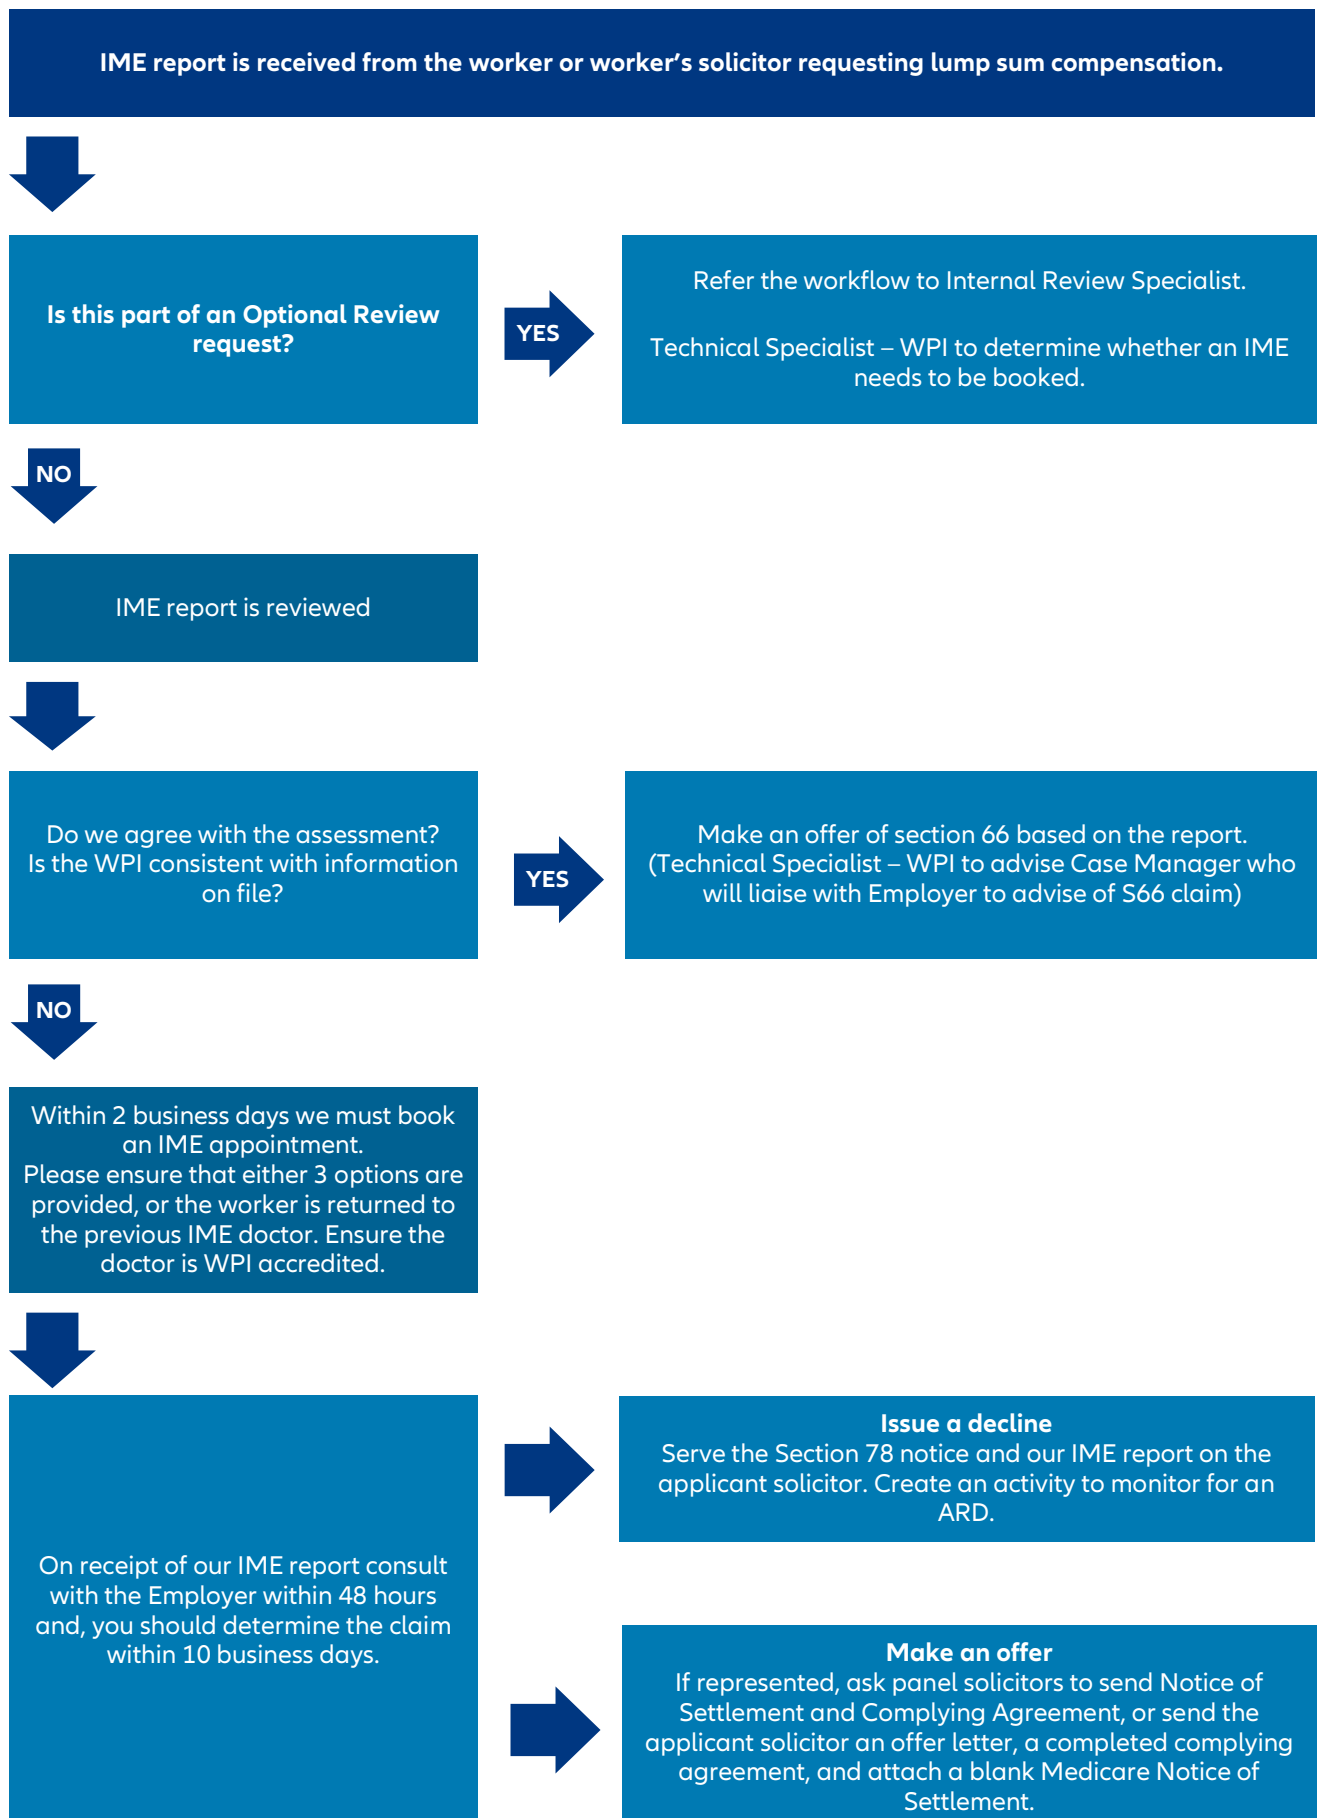 IME report is received from the worker or worker’s solicitor requesting lump sum compensation.
Is this part of an Optional Review
request?
YES
Refer the workflow to Internal Review Specialist.
Technical Specialist – WPI to determine whether an IME
needs to be booked.
NO
IME report is reviewed
Do we agree with the assessment?
Is the WPI consistent with information
on file?
YES
Make an offer of section 66 based on the report.
(Technical Specialist – WPI to advise Case Manager who
will liaise with Employer to advise of S66 claim)
NO
Within 2 business days we must book
an IME appointment.
Please ensure that either 3 options are
provided, or the worker is returned to
the previous IME doctor. Ensure the
doctor is WPI accredited.
On receipt of our IME report consult
with the Employer within 48 hours
and, you should determine the claim
within 10 business days.
Issue a decline
Serve the Section 78 notice and our IME report on the
applicant solicitor. Create an activity to monitor for an
ARD.
Make an offer
If represented, ask panel solicitors to send Notice of
Settlement and Complying Agreement, or send the
applicant solicitor an offer letter, a completed complying
agreement, and attach a blank Medicare Notice of
Settlement.